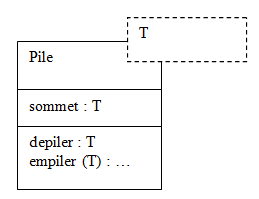 T
Pile
sommet : T
depiler : T
empiler (T) : …